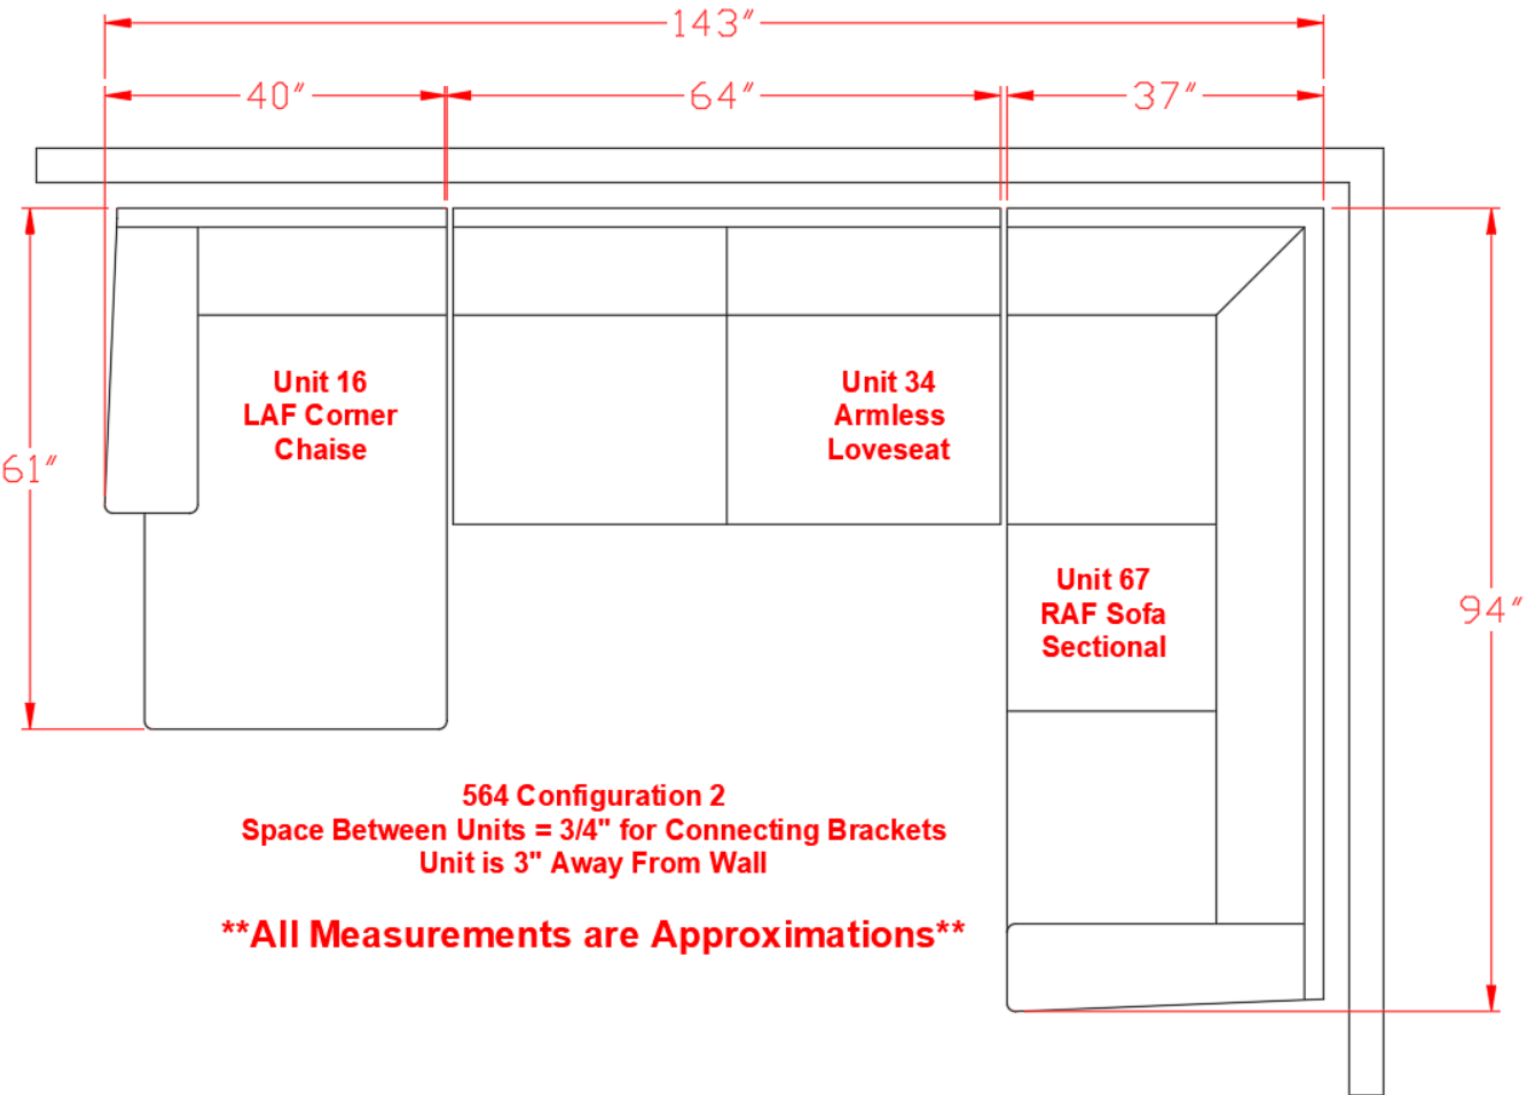 143"
40"
64"
37"
61"
Unit 16
LAF Corner
Chaise
Unit 34
Armless
Loveseat
Unit 67
RAF Sofa
Sectional
94"
564 Configuration 2
Space Between Units = 3/4" for Connecting Brackets
Unit is 3" Away From Wall
**All Measurements are Approximations**